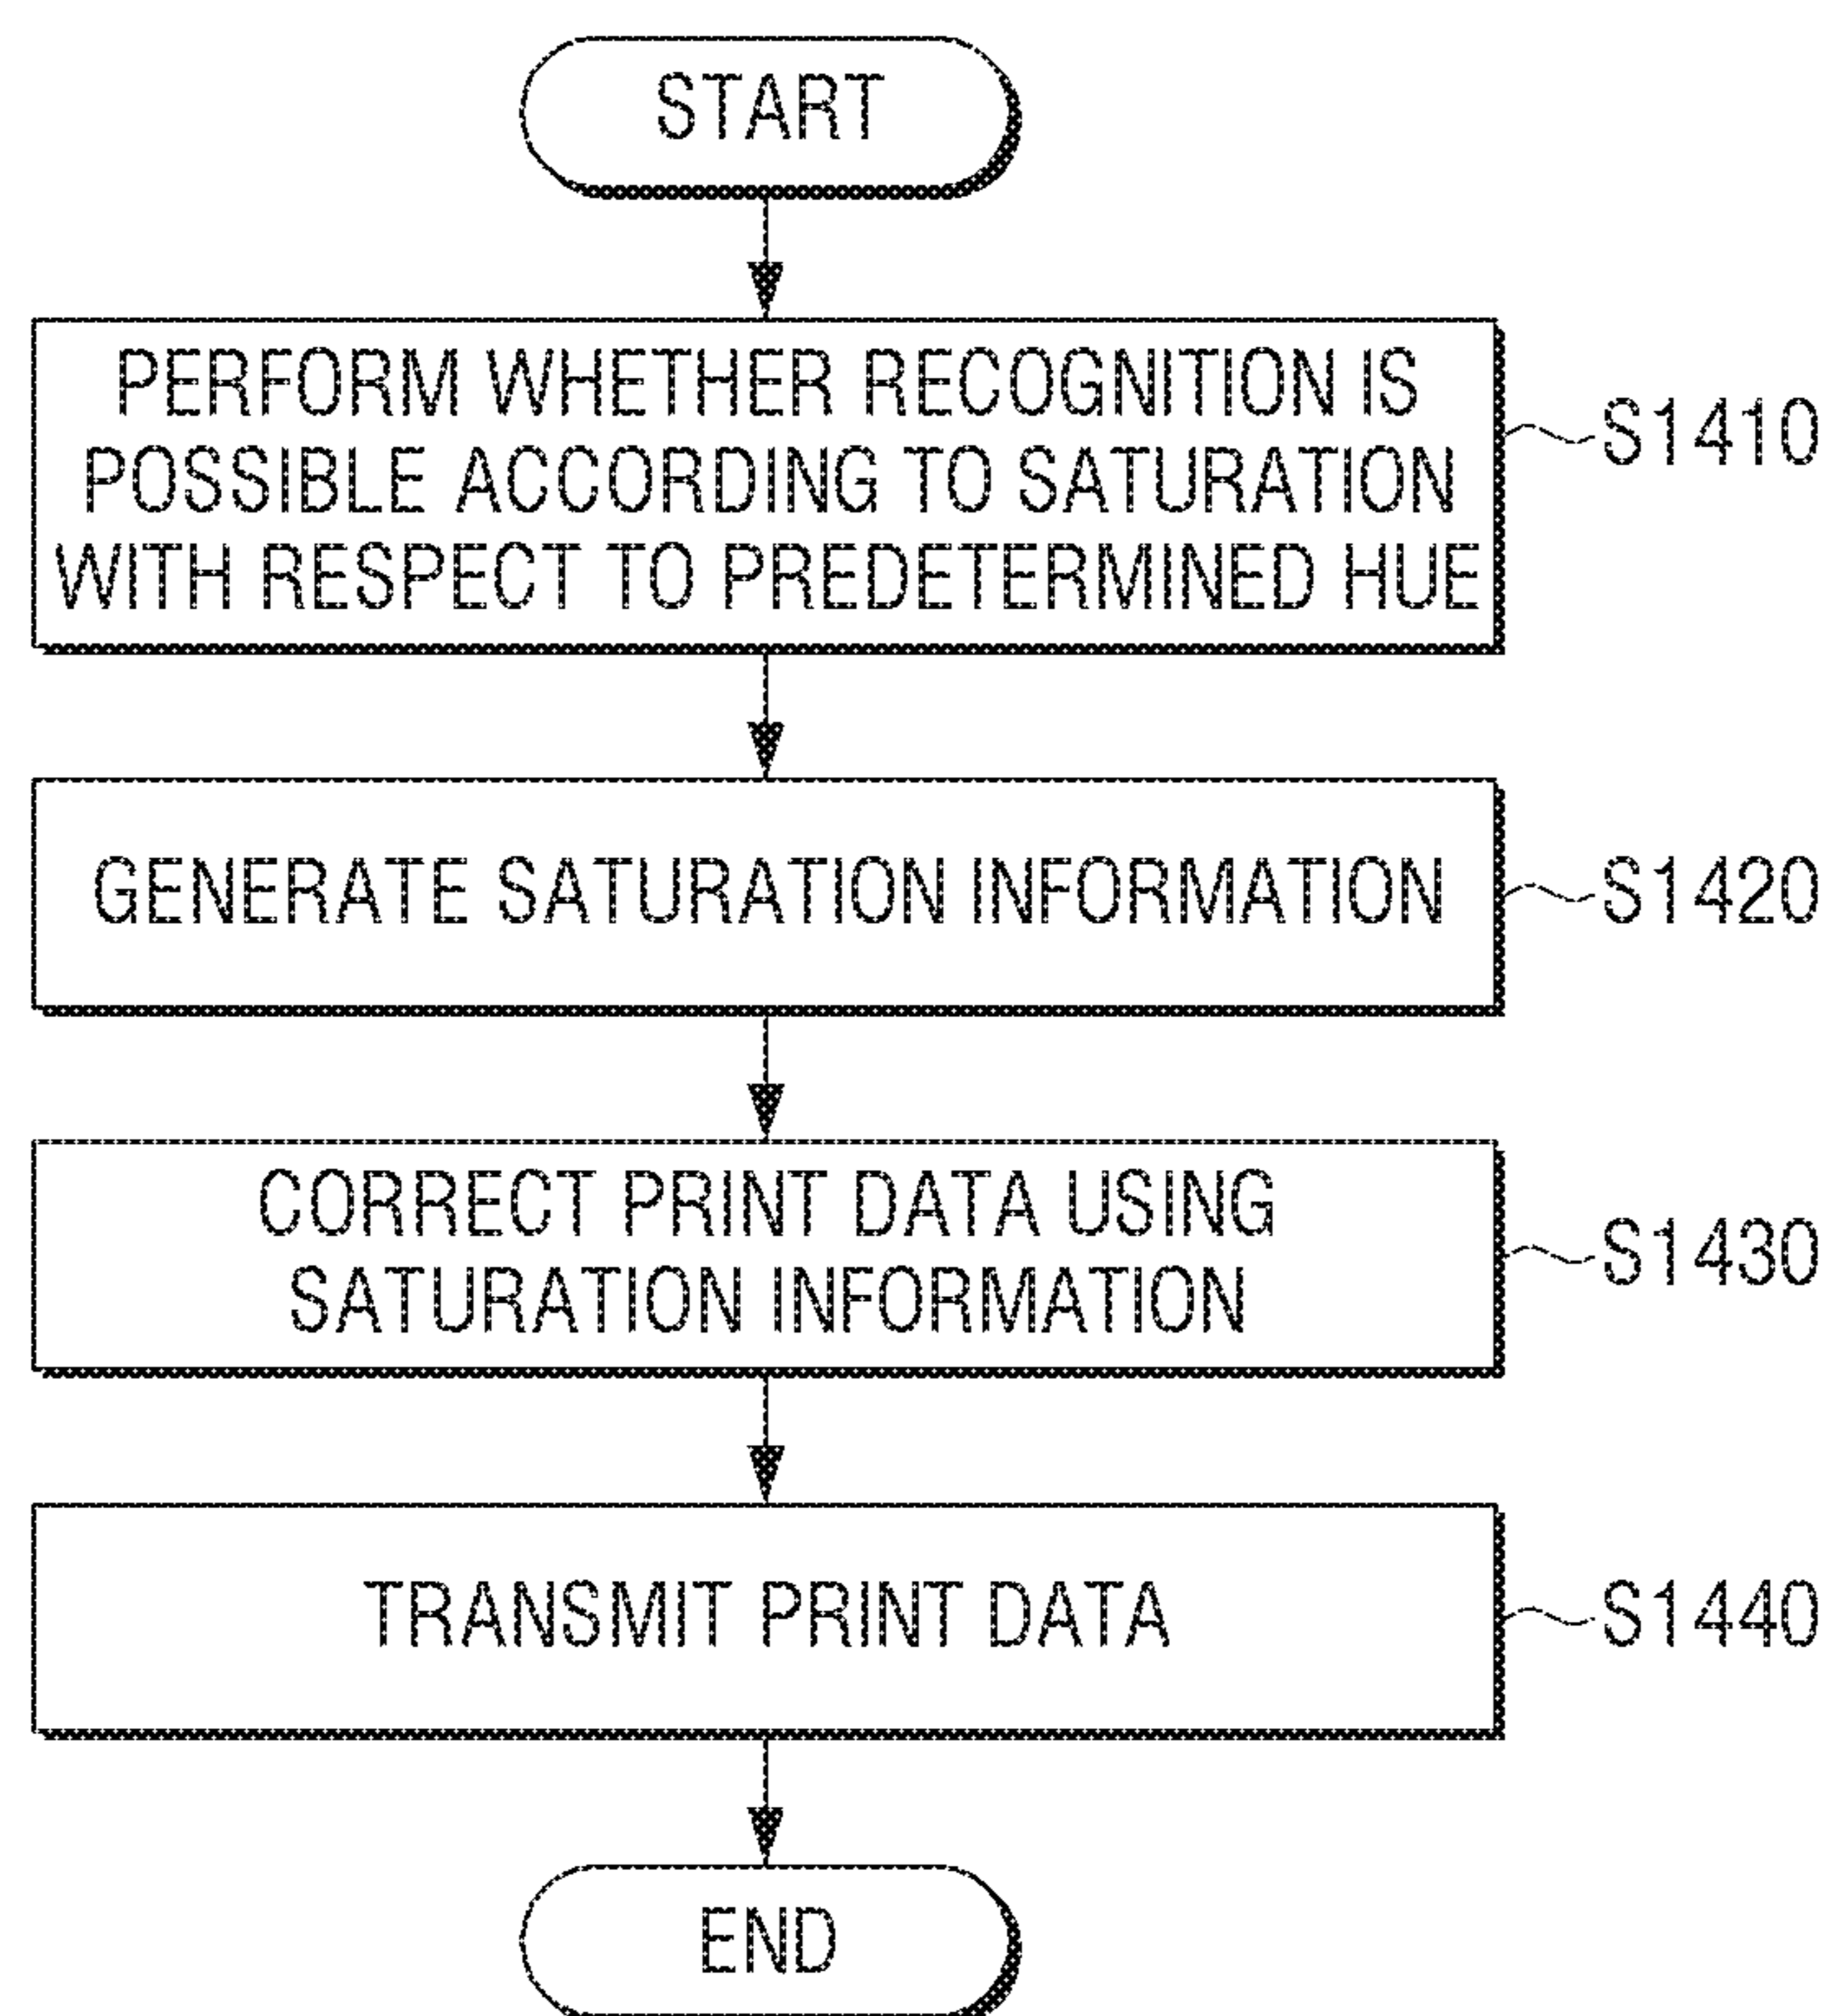 START
PERFORM WHETHER RECOGNITION IS
POSSIBLE ACCORDING TO SATURATION
WITH RESPECT TO PREDETERMINED HUE
S1410
GENERATE SATURATION INFORMATION
S1420
CORRECT PRINT DATA USING
SATURATION INFORMATION
S1430
TRANSMIT PRINT DATA
S1440
END